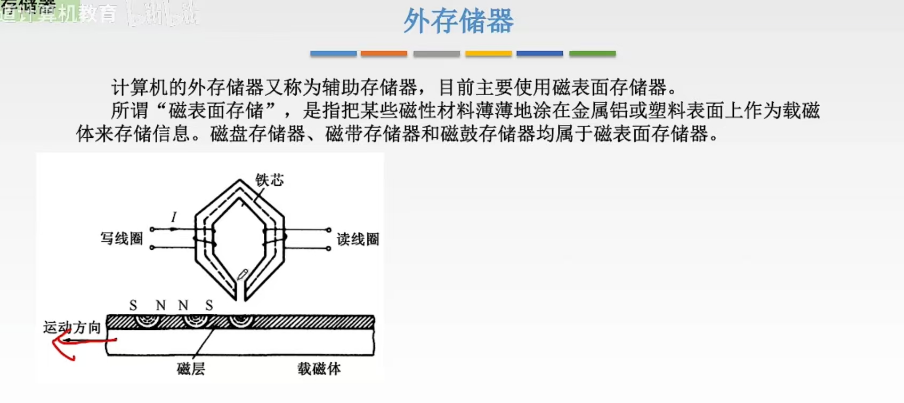 存储器
道计算机教育
外存储器
计算机的外存储器又称为辅助存储器，目前主要使用磁表面存储器。
所谓“磁表面存储”，是指把某些磁性材料薄薄地涂在金属铝或塑料表面上作为载磁
体来存储信息。磁盘存储器、磁带存储器和磁鼓存储器均属于磁表面存储器。
铁芯
I
写线圈
读线圈
S N N S
运动方向
磁层
载磁体